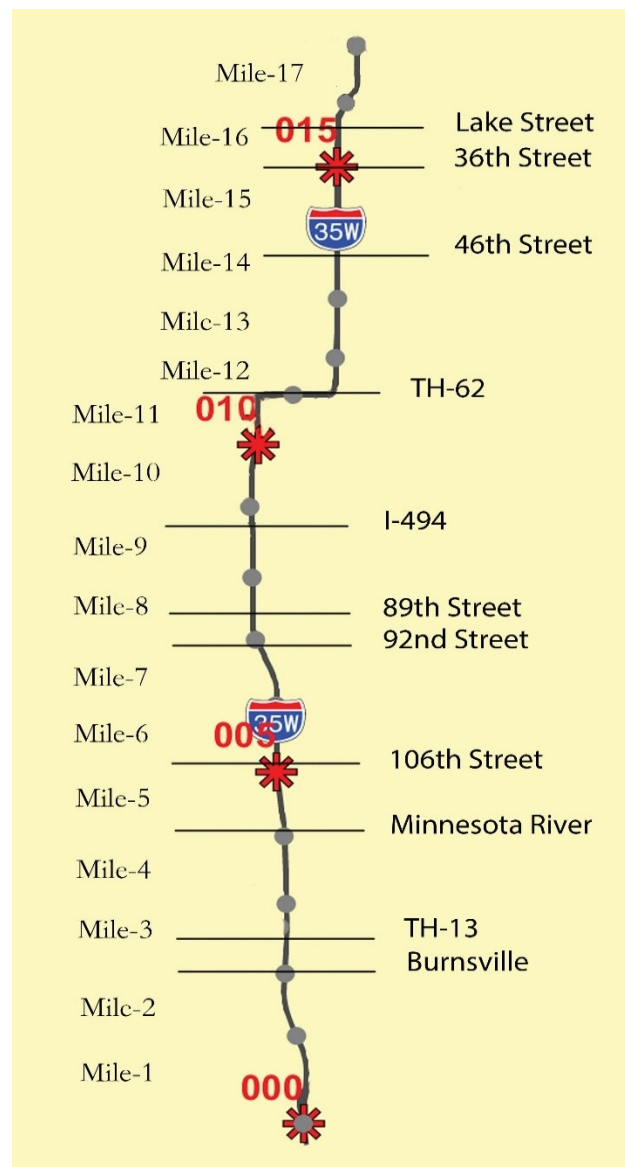 Mile-17
015
Lake Street
Mile-16
36th Street
Mile-15
35W
46th Street
Mile-14
Mile-13
Mile-12
TH-62
010
Mile-11
Mile-10
I-494
Mile-9
Mile-8
89th Street
92nd Street
Mile-7
35W
005
Mile-6
106th Street
Mile-5
Minnesota River
Mile-4
Mile-3
TH-13
Burnsville
Mile-2
Mile-1
000